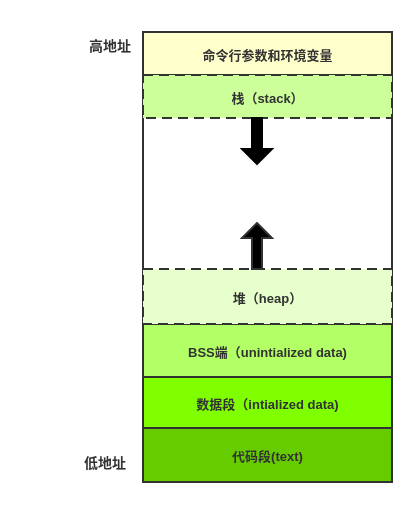 高地址
命令行参数和环境变量
栈（stack）
堆（heap）
BSS端（unintialized data)
数据段（intialized data)
代码段(text)
低地址